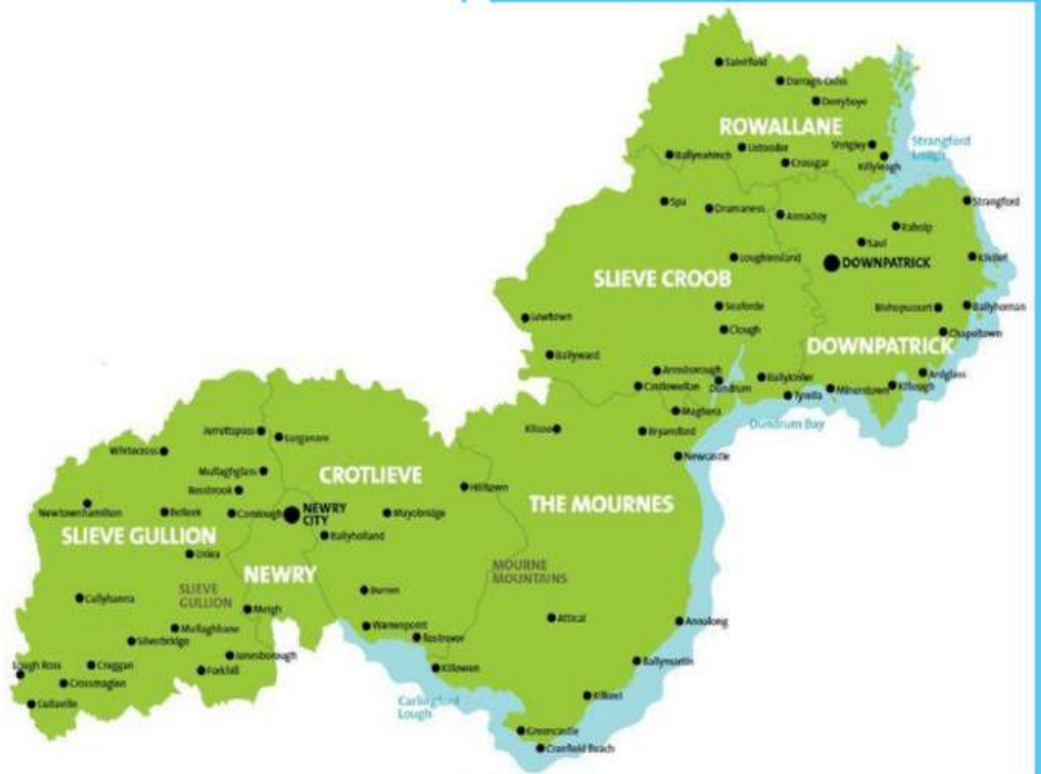 Saintfield
Darragh Cross
Derryboye
ROWALLANE
Strangford
Lough
Listooder
Shrigley
Ballynahinch
Crossgar
Killyleagh
Spa
Drumaness
Annacloy
Strangford
Raholp
Saul
Loughinisland
DOWNPATRICK
Kilclief
SLIEVE CROOB
Seaforde
Bishopscourt
Ballyhornan
Lowtown
Clough
Chapeltown
DOWNPATRICK
Ballyward
Annsborough
Ballykinler
Ardglass
Castlewellan
Dundrum
Tyrella
Minerstown
Killough
Maghera
Dundrum Bay
Kilcoo
Bryansford
Jerrettspass
Lurganare
Whitecross
Newcastle
Mullaghglass
CROTLIEVE
Bessbrook
Hilltown
THE MOURNES
Newtownhamilton
Belleek
Camlough
NEWRY
CITY
Mayobridge
SLIEVE GULLION
Ballyholland
Lislea
MOURNE
MOUNTAINS
NEWRY
SLIEVE
GULLION
Burren
Cullyhanna
Meigh
Attical
Annalong
Mullaghbane
Warrenpoint
Silverbridge
Rostrevor
Jonesborough
Lough Ross
Creggan
Forkhill
Killowen
Ballymartin
Crossmaglen
Carlingford
Lough
Kilkeel
Cullaville
Greencastle
Cranfield Beach